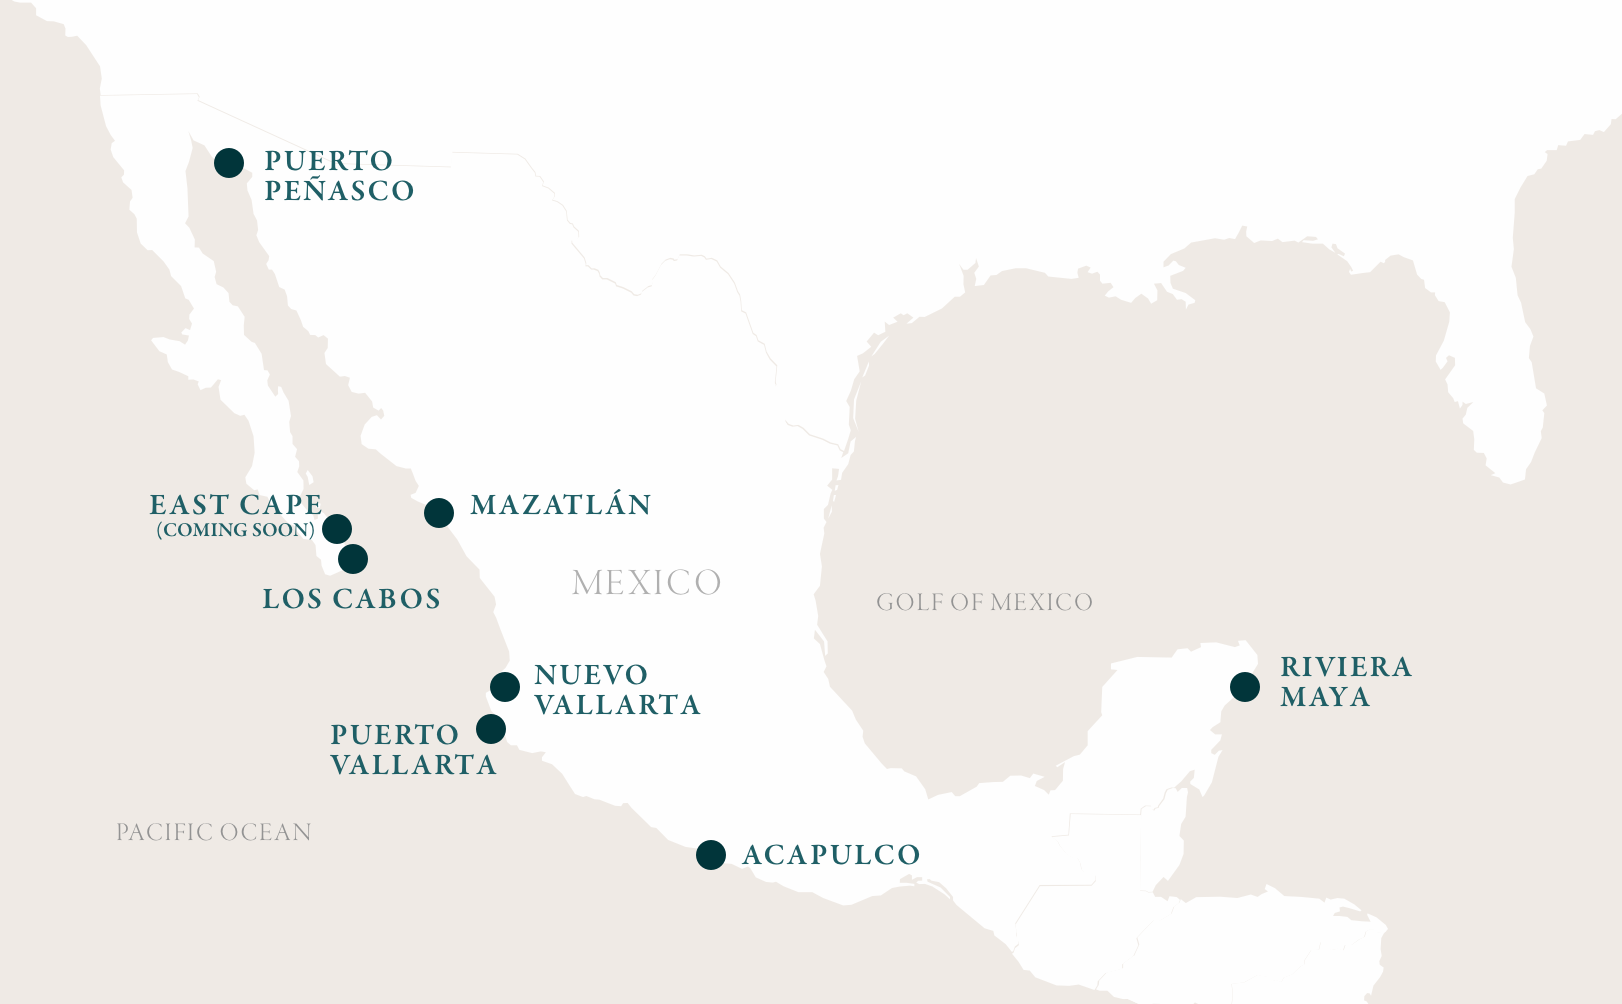 PUERTO
PEÑASCO
EAST CAPE
(COMING SOON)
MAZATLÁN
LOS CABOS
MEXICO
GOLF OF MEXICO
NUEVO
VALLARTA
RIVIERA
MAYA
PUERTO
VALLARTA
PACIFIC OCEAN
ACAPULCO